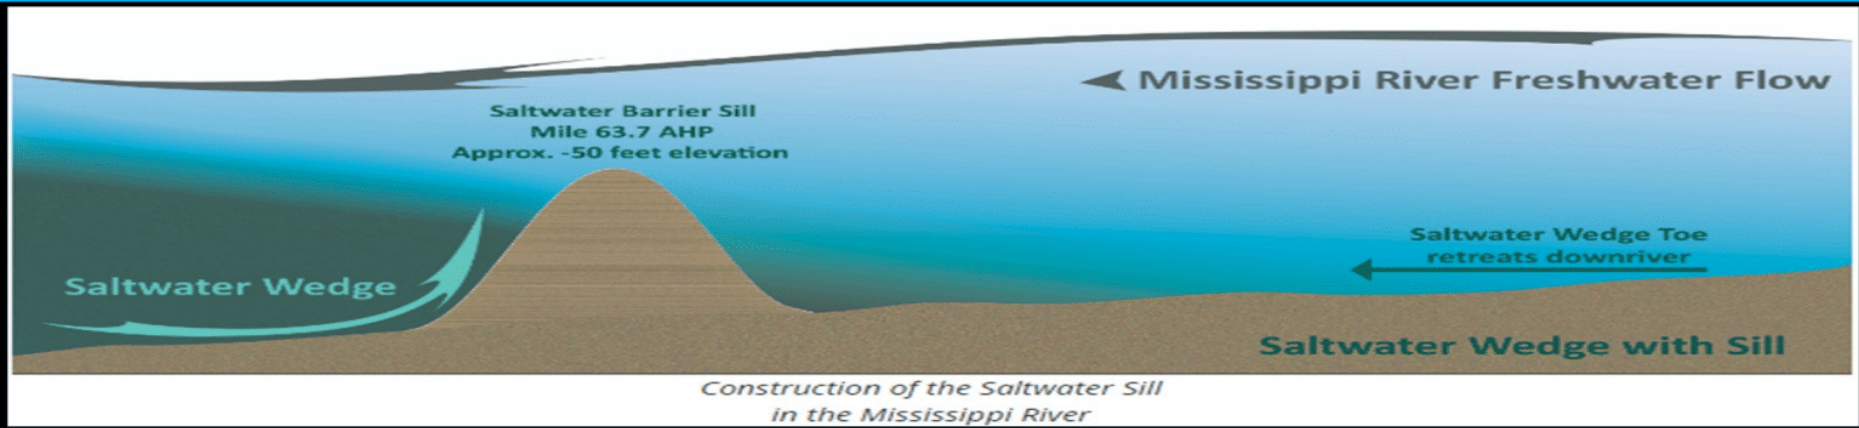 Mississippi River Freshwater Flow
Saltwater Barrier Sill
Mile 63.7 AHP
Approx. -50 feet elevation
Saltwater Wedge Toe
retreats downriver
Saltwater Wedge
Saltwater Wedge with Sill
Construction of the Saltwater Sill
in the Mississippi River